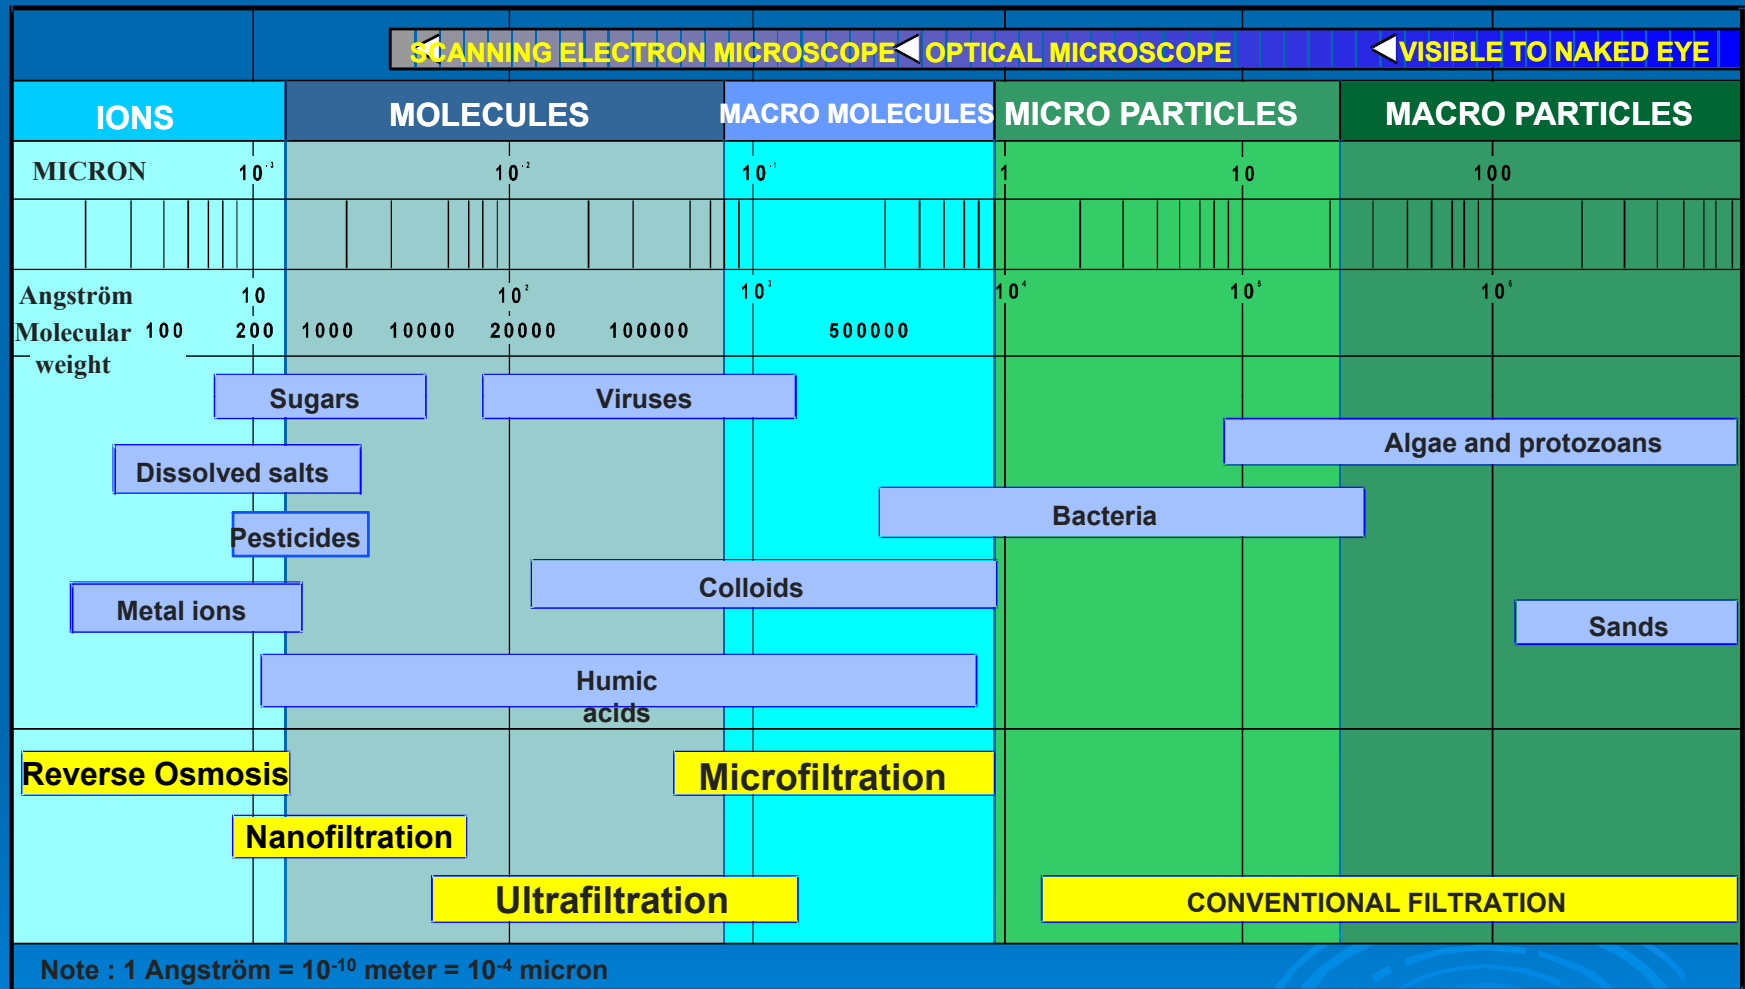 SCANNING ELECTRON MICROSCOPE OPTICAL MICROSCOPE VISIBLE TO NAKED EYE
IONS MOLECULES MACRO MOLECULES MICRO PARTICLES MACRO PARTICLES
MICRON 10⁻³ 10⁻² 10⁻¹ 1 10 100
Angström 10 10² 10³ 10⁴ 10⁵ 10⁶
Molecular 100 200 1000 10000 20000 100000 500000
weight
Sugars Viruses
Algae and protozoans
Dissolved salts
Bacteria
Pesticides
Colloids
Metal ions
Sands
Humic
acids
Reverse Osmosis Microfiltration
Nanofiltration
Ultrafiltration CONVENTIONAL FILTRATION
Note : 1 Angström = 10⁻¹⁰ meter = 10⁻⁴ micron